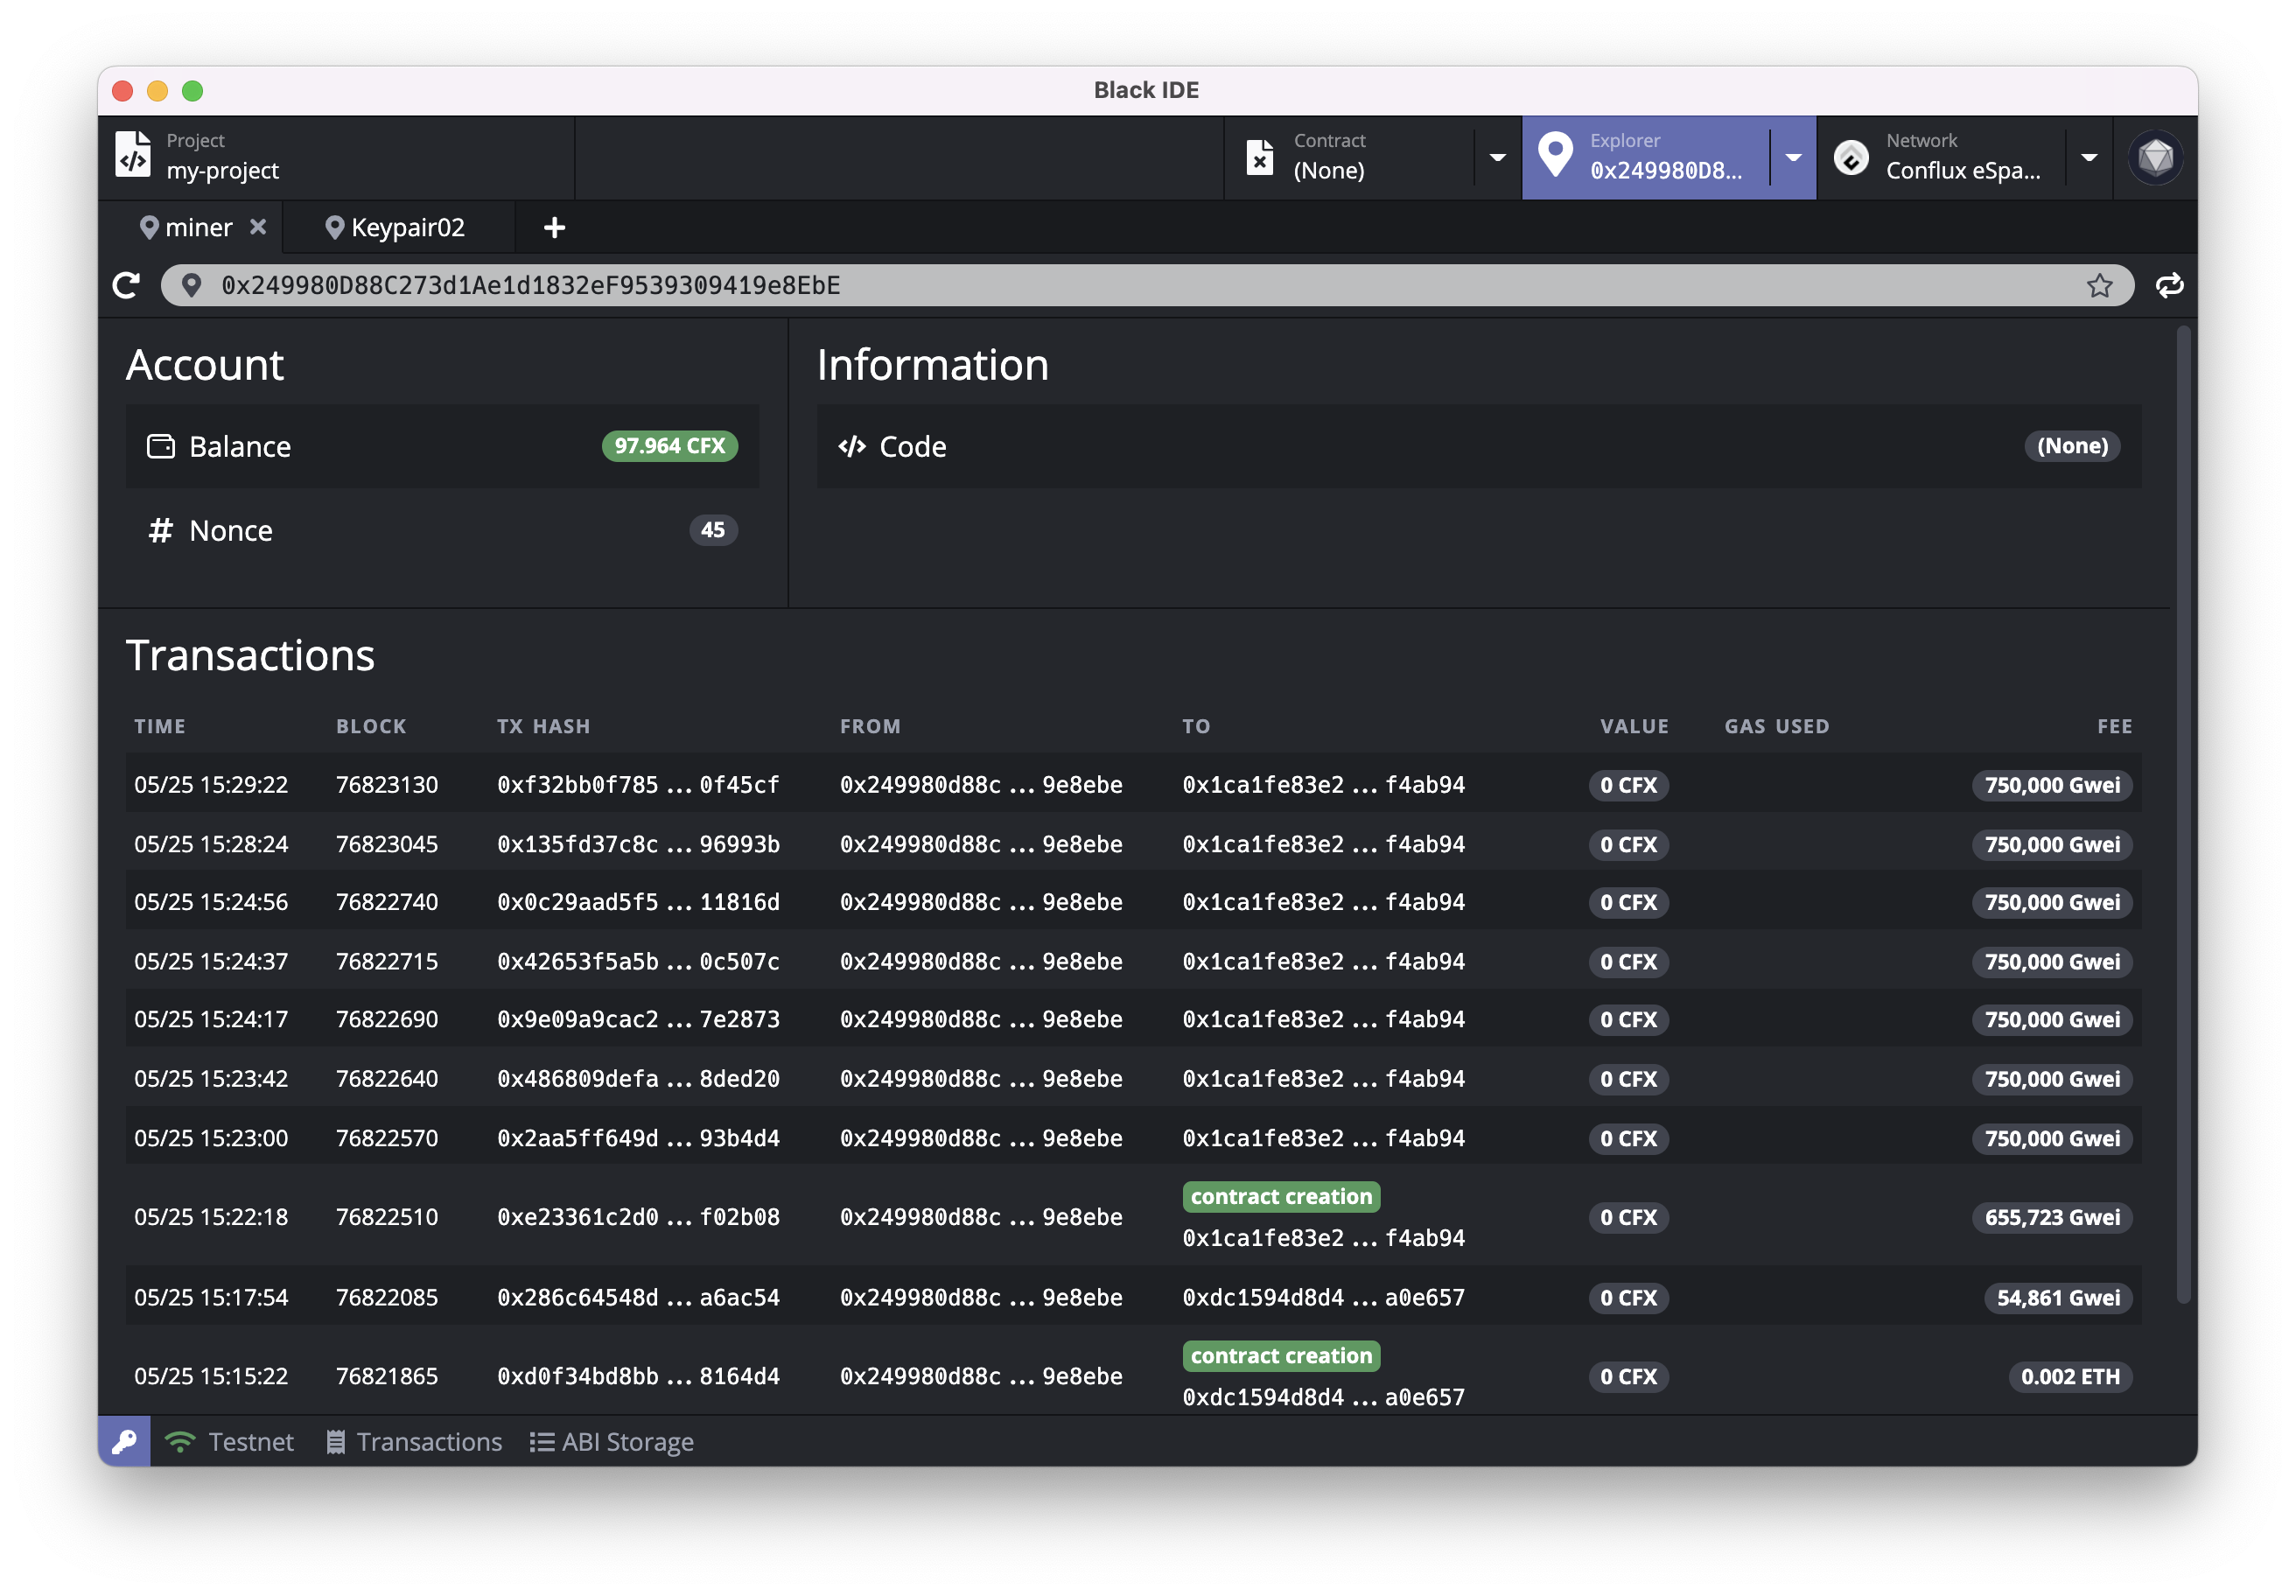 Black IDE
Project
my-project
Contract
(None)
Explorer
0x249980D8...
Network
Conflux eSpa...
miner
Keypair02
0x249980D88C273d1Ae1d1832eF9539309419e8EbE
Account
Balance
97.964 CFX
Nonce
45
Information
Code
(None)
Transactions
TIME BLOCK TX HASH FROM TO VALUE GAS USED FEE
05/25 15:29:22 76823130 0xf32bb0f785 ... 0f45cf 0x249980d88c ... 9e8ebe 0x1ca1fe83e2 ... f4ab94 0 CFX 750,000 Gwei
05/25 15:28:24 76823045 0x135fd37c8c ... 96993b 0x249980d88c ... 9e8ebe 0x1ca1fe83e2 ... f4ab94 0 CFX 750,000 Gwei
05/25 15:24:56 76822740 0x0c29aad5f5 ... 11816d 0x249980d88c ... 9e8ebe 0x1ca1fe83e2 ... f4ab94 0 CFX 750,000 Gwei
05/25 15:24:37 76822715 0x42653f5a5b ... 0c507c 0x249980d88c ... 9e8ebe 0x1ca1fe83e2 ... f4ab94 0 CFX 750,000 Gwei
05/25 15:24:17 76822690 0x9e09a9cac2 ... 7e2873 0x249980d88c ... 9e8ebe 0x1ca1fe83e2 ... f4ab94 0 CFX 750,000 Gwei
05/25 15:23:42 76822640 0x486809defa ... 8ded20 0x249980d88c ... 9e8ebe 0x1ca1fe83e2 ... f4ab94 0 CFX 750,000 Gwei
05/25 15:23:00 76822570 0x2aa5ff649d ... 93b4d4 0x249980d88c ... 9e8ebe 0x1ca1fe83e2 ... f4ab94 0 CFX 750,000 Gwei
contract creation
05/25 15:22:18 76822510 0xe23361c2d0 ... f02b08 0x249980d88c ... 9e8ebe 0x1ca1fe83e2 ... f4ab94 0 CFX 655,723 Gwei
05/25 15:17:54 76822085 0x286c64548d ... a6ac54 0x249980d88c ... 9e8ebe 0xdc1594d8d4 ... a0e657 0 CFX 54,861 Gwei
contract creation
05/25 15:15:22 76821865 0xd0f34bd8bb ... 8164d4 0x249980d88c ... 9e8ebe 0xdc1594d8d4 ... a0e657 0 CFX 0.002 ETH
Testnet Transactions ABI Storage